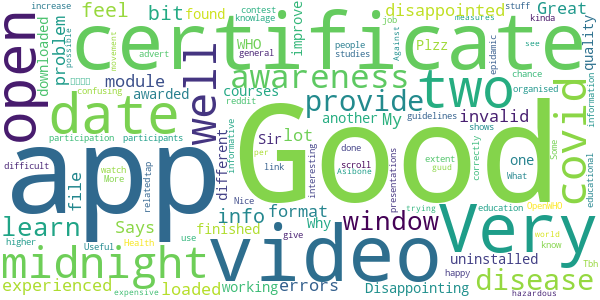 increase
contest
knowlage
job
measures
stuff
kinda
disappointed
Great
bit
found
feel
certificate
open
downloaded
problem
possible
movement
advert
WHO
general
improve
people
studies
Against
epidemic
see
quality
module
awareness
two
Plzz
chance
organised
information
confusing
awarded
courses
reddit
date
well
provide
covid
participation
participants
Sir
lot
another
My
guidelines
invalid
app
Good
different
informative
per
link
interesting
done
scroll
Asibone
presentations
extent
guud
shows
correctly
one
What
Some
educational
difficult
watch
More
relatedtap
file
Nice
info
format
window
trying
education
OpenWHO
world
know
Very
learn
Says
finished
Why
higher
Useful
Health
use
give
video
midnight
working
errors
uninstalled
happy
Tbh
experienced
loaded
Disappointing
disease
expensive
hazardous